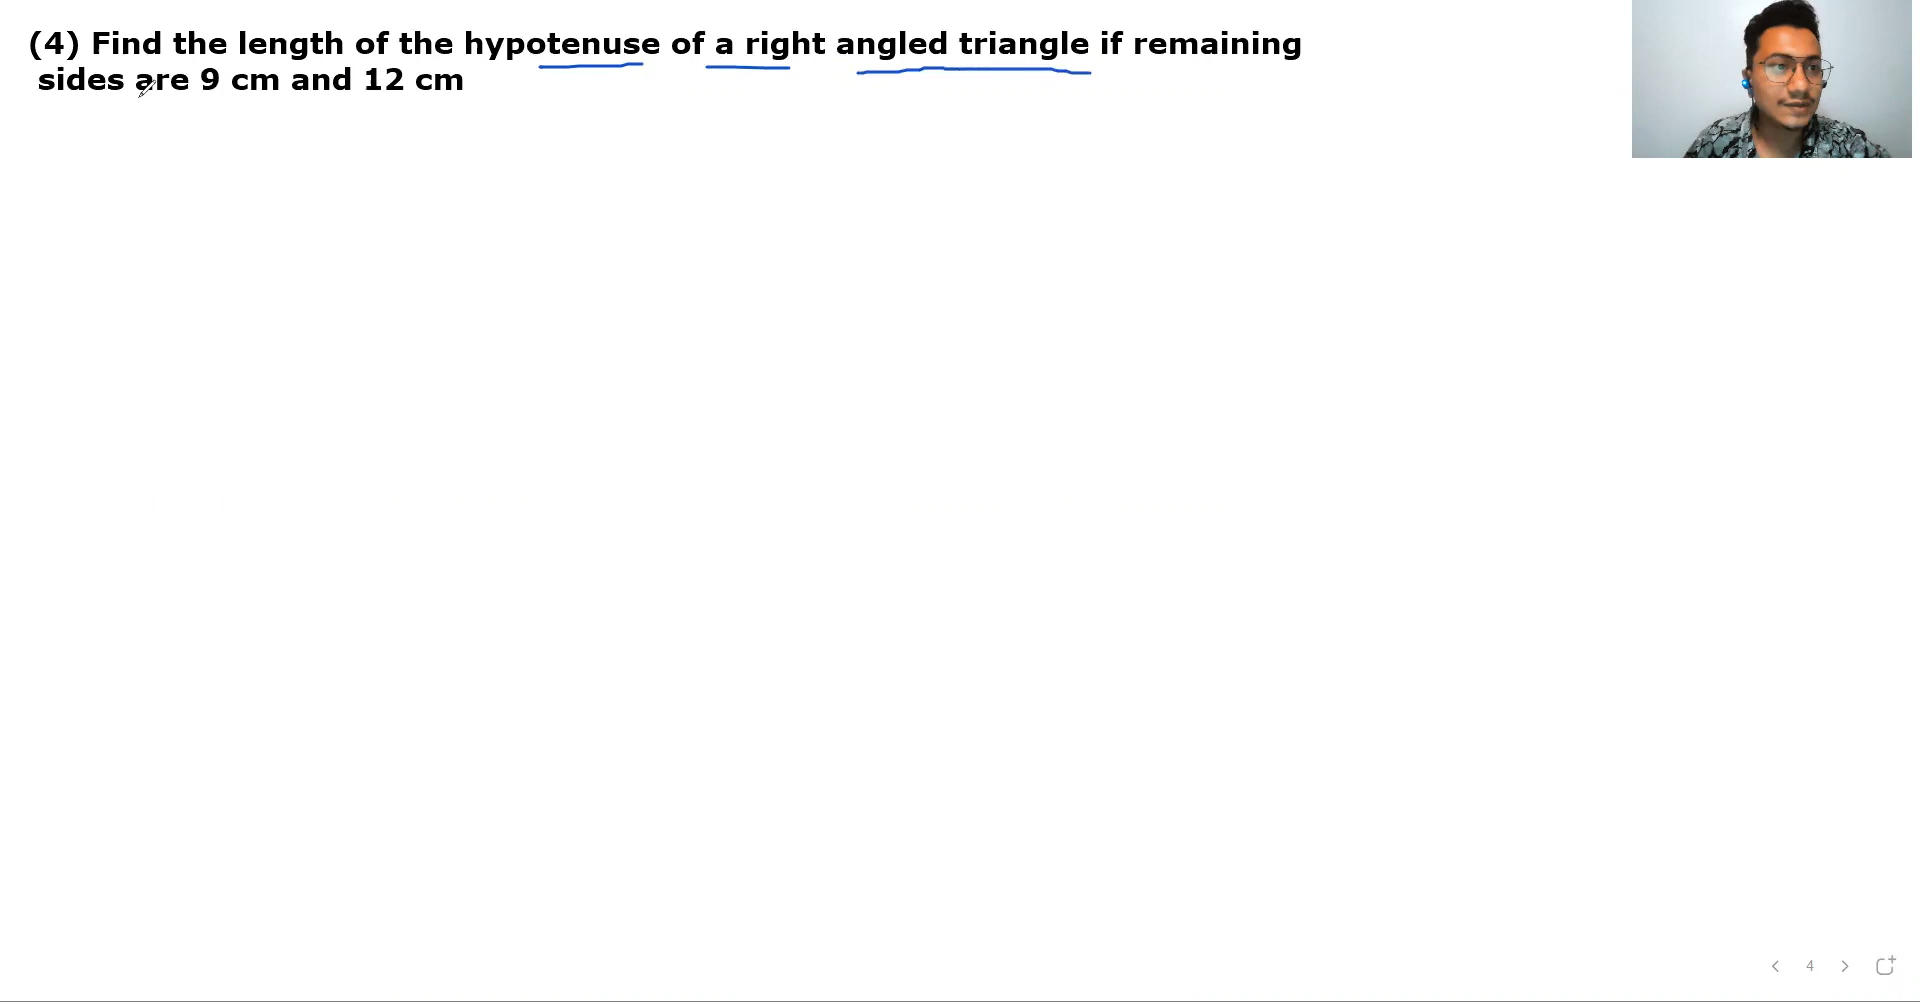 (4) Find the length of the hypotenuse of a right angled triangle if remaining
sides are 9 cm and 12 cm
4